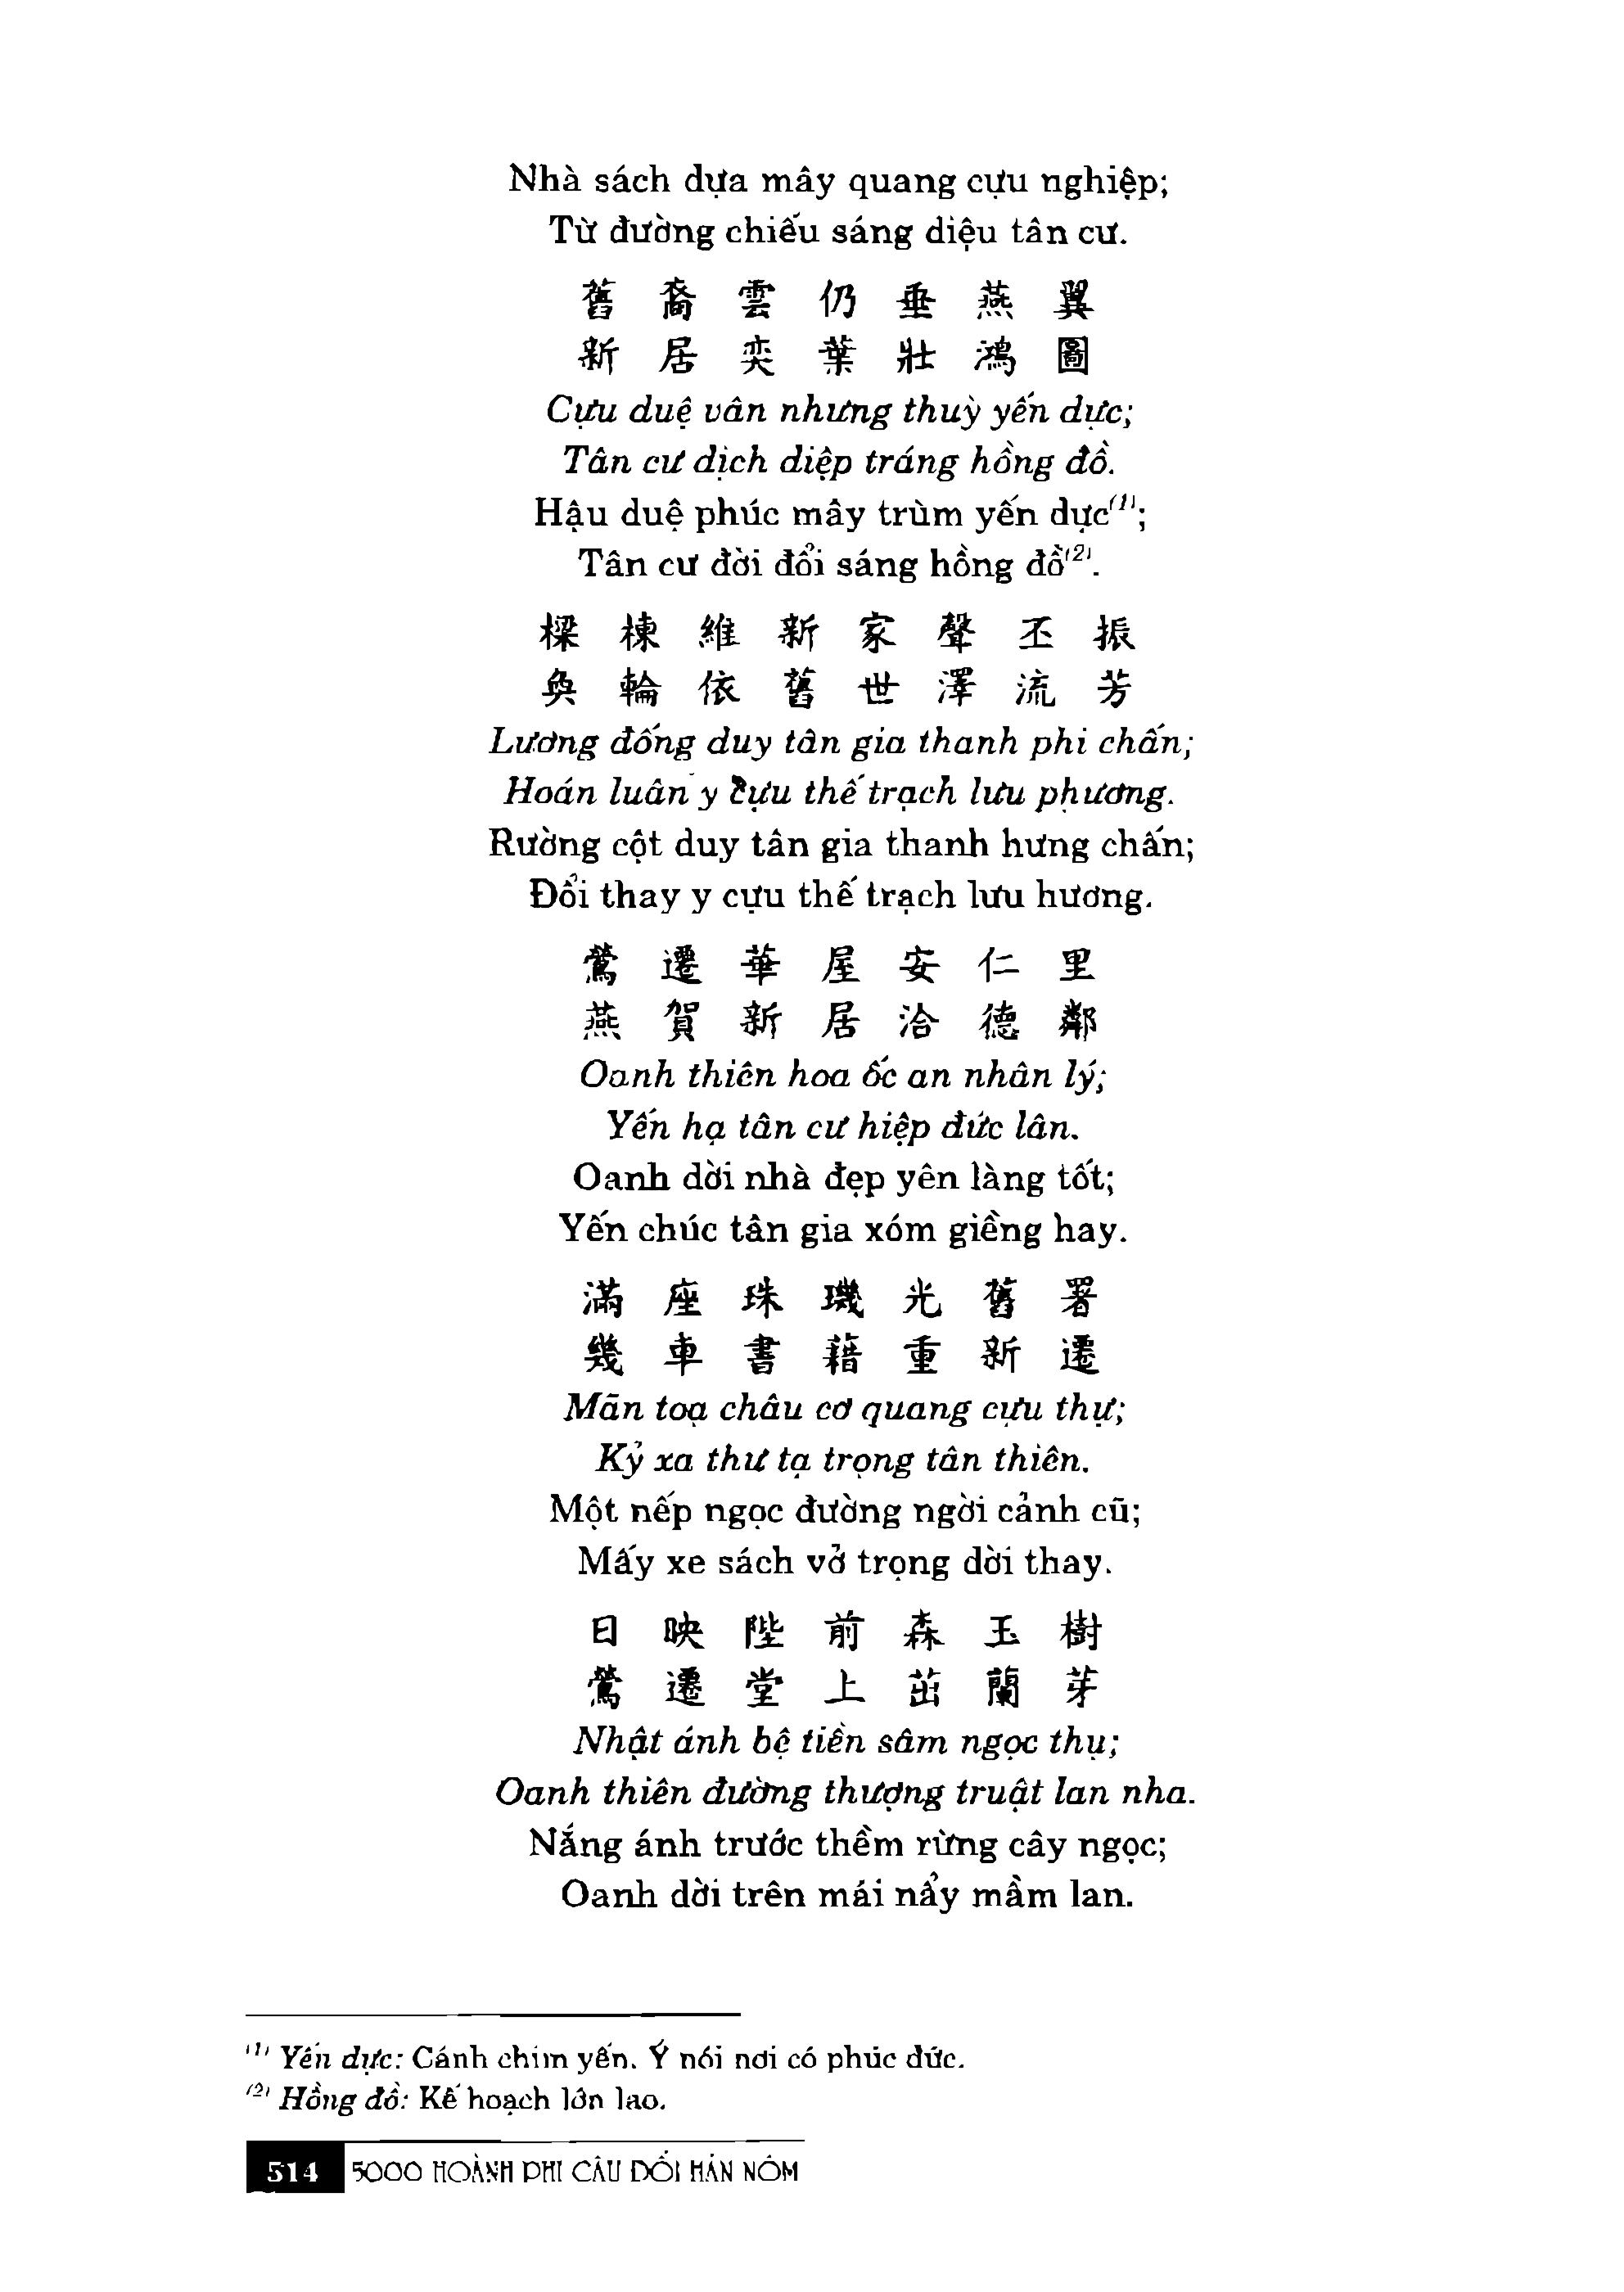 Nhà sách dựa mây quang cựu nghiệp;
Từ đường chiếu sáng diệu tân cư.
舊裔雲仍垂燕翼
新居奕葉壯鴻圖
Cựu duệ vân nhưng thuỳ yến dực;
Tân cư dịch diệp tráng hồng đồ.
Hậu duệ phúc mây trùm yến dực(1);
Tân cư đời đổi sáng hồng đồ(2).
樑棟維新家聲丕振
奐輪依舊世澤流芳
Lương đống duy tân gia thanh phi chấn;
Hoán luân y cựu thế trạch lưu phương.
Rường cột duy tân gia thanh hưng chấn;
Đổi thay y cựu thế trạch lưu hương.
鶯遷華屋安仁里
燕賀新居洽德鄰
Oanh thiên hoa ốc an nhân lý;
Yến hạ tân cư hiệp đức lân.
Oanh dời nhà đẹp yên làng tốt;
Yến chúc tân gia xóm giềng hay.
滿座珠璣光舊署
幾車書藉重新遷
Mãn toạ châu cơ quang cựu thự;
Kỷ xa thư tạ trọng tân thiên.
Một nếp ngọc đường ngời cảnh cũ;
Mấy xe sách vở trọng dời thay.
日映陛前森玉樹
鶯遷堂上茁蘭芽
Nhật ánh bệ tiền sâm ngọc thụ;
Oanh thiên đường thượng truật lan nha.
Nắng ánh trước thềm rừng cây ngọc;
Oanh dời trên mái nẩy mầm lan.
(1) Yến dực: Cánh chim yến. Ý nói nơi có phúc đức.
(2) Hồng đồ: Kế hoạch lớn lao.
514 5000 HOÀNH PHI CÂU ĐỐI HÁN NÔM